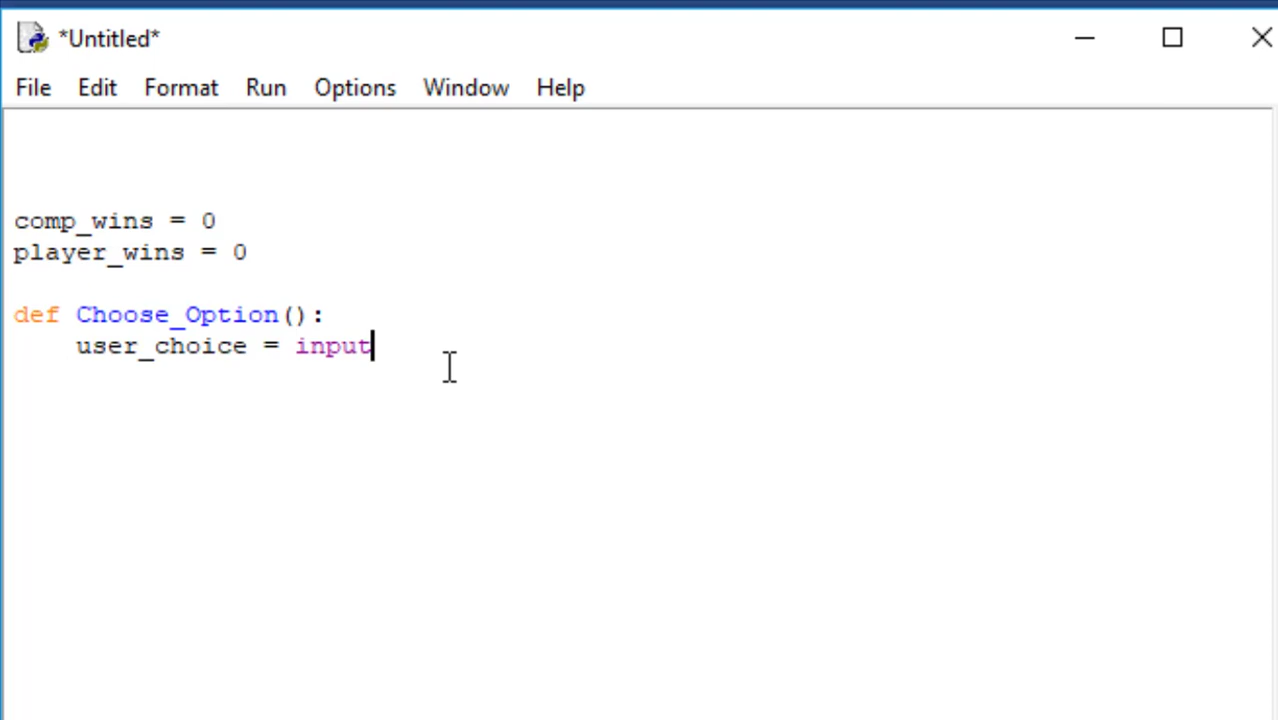 *Untitled*
File Edit Format Run Options Window Help
comp_wins = 0
player_wins = 0
def Choose_Option():
    user_choice = input